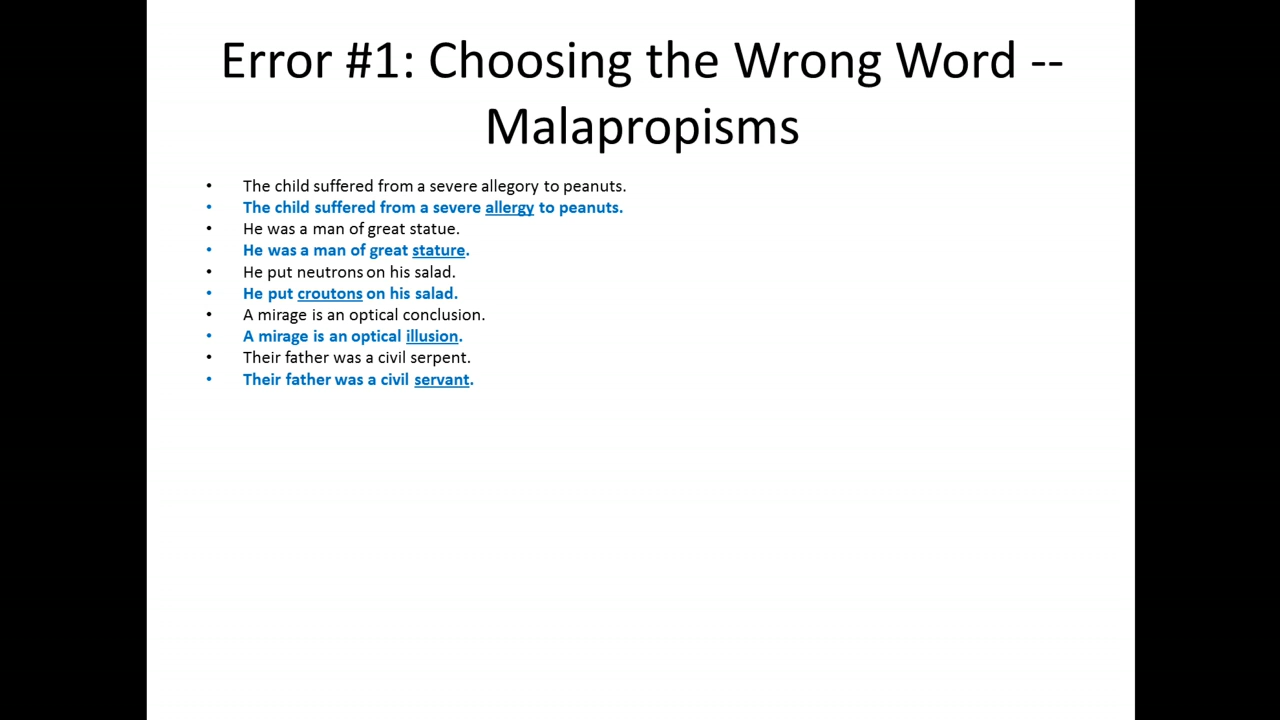 Error #1: Choosing the Wrong Word --
Malapropisms
• The child suffered from a severe allegory to peanuts.
• The child suffered from a severe allergy to peanuts.
• He was a man of great statue.
• He was a man of great stature.
• He put neutrons on his salad.
• He put croutons on his salad.
• A mirage is an optical conclusion.
• A mirage is an optical illusion.
• Their father was a civil serpent.
• Their father was a civil servant.